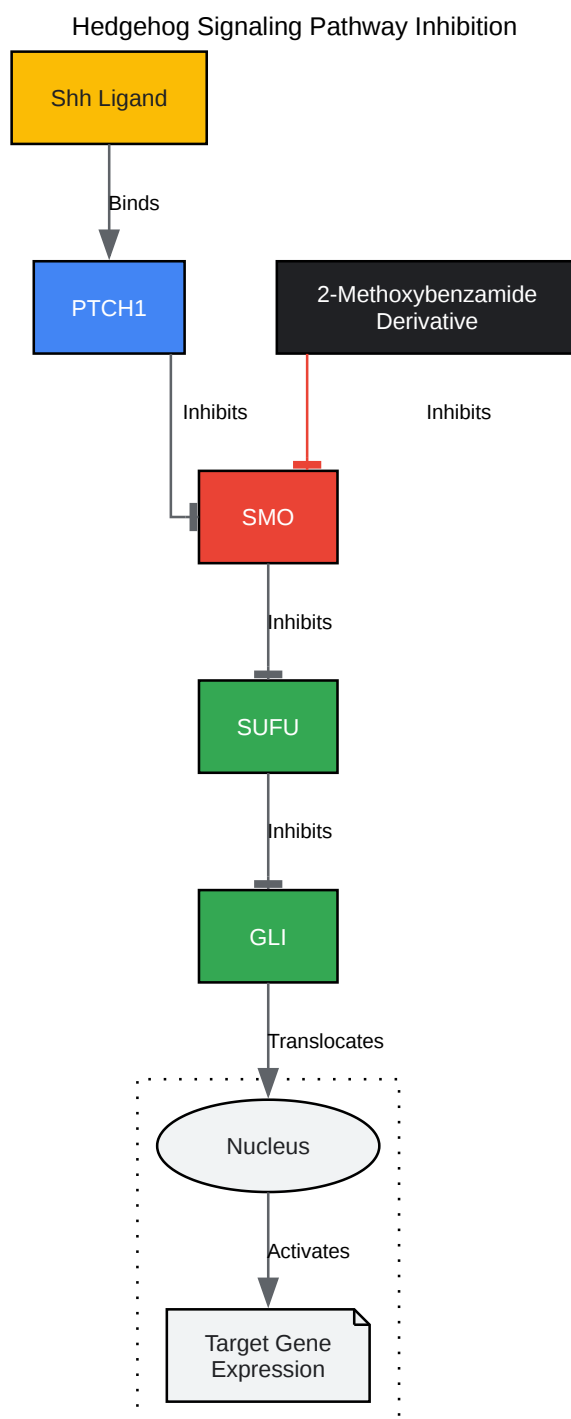 Hedgehog Signaling Pathway Inhibition
Shh Ligand
Binds
PTCH1
2-Methoxybenzamide
Derivative
Inhibits
Inhibits
SMO
Inhibits
SUFU
Inhibits
GLI
Translocates
Nucleus
Activates
Target Gene
Expression